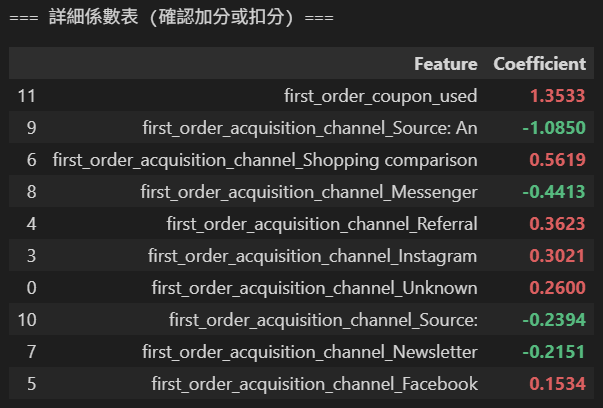 === 詳細係數表 (確認加分或扣分) ===
Feature Coefficient
11 first_order_coupon_used 1.3533
9 first_order_acquisition_channel_Source: An -1.0850
6 first_order_acquisition_channel_Shopping comparison 0.5619
8 first_order_acquisition_channel_Messenger -0.4413
4 first_order_acquisition_channel_Referral 0.3623
3 first_order_acquisition_channel_Instagram 0.3021
0 first_order_acquisition_channel_Unknown 0.2600
10 first_order_acquisition_channel_Source: -0.2394
7 first_order_acquisition_channel_Newsletter -0.2151
5 first_order_acquisition_channel_Facebook 0.1534